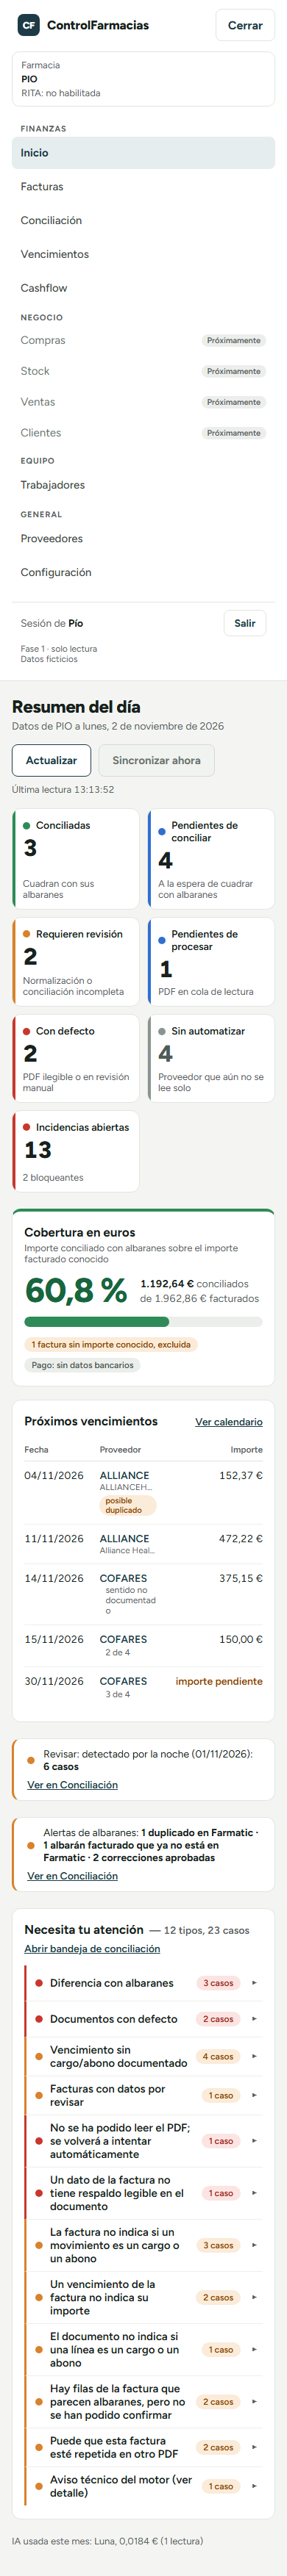 CF ControlFarmacias
Cerrar
Farmacia
PIO
RITA: no habilitada
FINANZAS
Inicio
Facturas
Conciliación
Vencimientos
Cashflow
NEGOCIO
Compras Próximamente
Stock Próximamente
Ventas Próximamente
Clientes Próximamente
EQUIPO
Trabajadores
GENERAL
Proveedores
Configuración
Sesión de Pío
Salir
Fase 1 · solo lectura
Datos ficticios
Resumen del día
Datos de PIO a lunes, 2 de noviembre de 2026
Actualizar
Sincronizar ahora
Última lectura 13:13:52
Conciliadas
3
Cuadran con sus
albaranes
Pendientes de
conciliar
4
A la espera de cuadrar
con albaranes
Requieren revisión
2
Normalización o
conciliación incompleta
Pendientes de
procesar
1
PDF en cola de lectura
Con defecto
2
PDF ilegible o en revisión
manual
Sin automatizar
4
Proveedor que aún no se
lee solo
Incidencias abiertas
13
2 bloqueantes
Cobertura en euros
Importe conciliado con albaranes sobre el importe
facturado conocido
60,8 %
1.192,64 € conciliados
de 1.962,86 € facturados
1 factura sin importe conocido, excluida
Pago: sin datos bancarios
Próximos vencimientos
Ver calendario
Fecha Proveedor Importe
04/11/2026 ALLIANCE 152,37 €
ALLIANCEH...
posible
duplicado
11/11/2026 ALLIANCE 472,22 €
Alliance Heal...
14/11/2026 COFARES 375,15 €
sentido no
documentad
o
15/11/2026 COFARES 150,00 €
2 de 4
30/11/2026 COFARES importe pendiente
3 de 4
Revisar: detectado por la noche (01/11/2026):
6 casos
Ver en Conciliación
Alertas de albaranes: 1 duplicado en Farmatic ·
1 albarán facturado que ya no está en
Farmatic · 2 correcciones aprobadas
Ver en Conciliación
Necesita tu atención — 12 tipos, 23 casos
Abrir bandeja de conciliación
Diferencia con albaranes 3 casos
Documentos con defecto 2 casos
Vencimiento sin
cargo/abono documentado 4 casos
Facturas con datos por
revisar 1 caso
No se ha podido leer el PDF;
se volverá a intentar
automáticamente 1 caso
Un dato de la factura no
tiene respaldo legible en el
documento 1 caso
La factura no indica si un
movimiento es un cargo o
un abono 3 casos
Un vencimiento de la
factura no indica su
importe 2 casos
El documento no indica si
una línea es un cargo o un
abono 1 caso
Hay filas de la factura que
parecen albaranes, pero no
se han podido confirmar 2 casos
Puede que esta factura
esté repetida en otro PDF 2 casos
Aviso técnico del motor (ver
detalle) 1 caso
IA usada este mes: Luna, 0,0184 € (1 lectura)